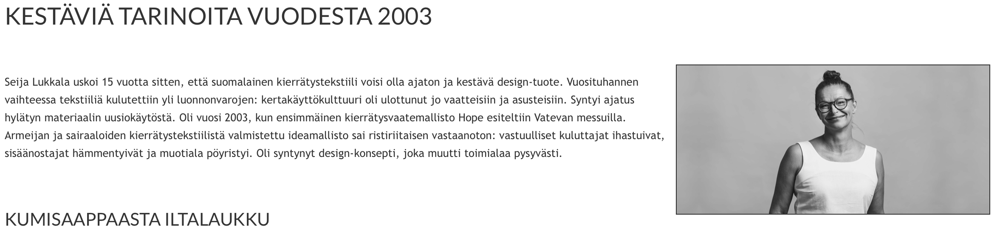 KESTÄVIÄ TARINOITA VUODESTA 2003
Seija Lukkala uskoi 15 vuotta sitten, että suomalainen kierrätystekstiili voisi olla ajaton ja kestävä design-tuote. Vuosituhannen
vaihteessa tekstiiliä kulutettiin yli luonnonvarojen: kertakäyttökulttuuri oli ulottunut jo vaatteisiin ja asusteisiin. Syntyi ajatus
hylätyn materiaalin uusiokäytöstä. Oli vuosi 2003, kun ensimmäinen kierrätysvaatemallisto Hope esiteltiin Vatevan messuilla.
Armeijan ja sairaaloiden kierrätystekstiilistä valmistettu ideamallisto sai ristiriitaisen vastaanoton: vastuulliset kuluttajat ihastuivat,
sisäänostajat hämmentyivät ja muotiala pöyristyi. Oli syntynyt design-konsepti, joka muutti toimialaa pysyvästi.
KUMISAAPPAASTA ILTALAUKKU